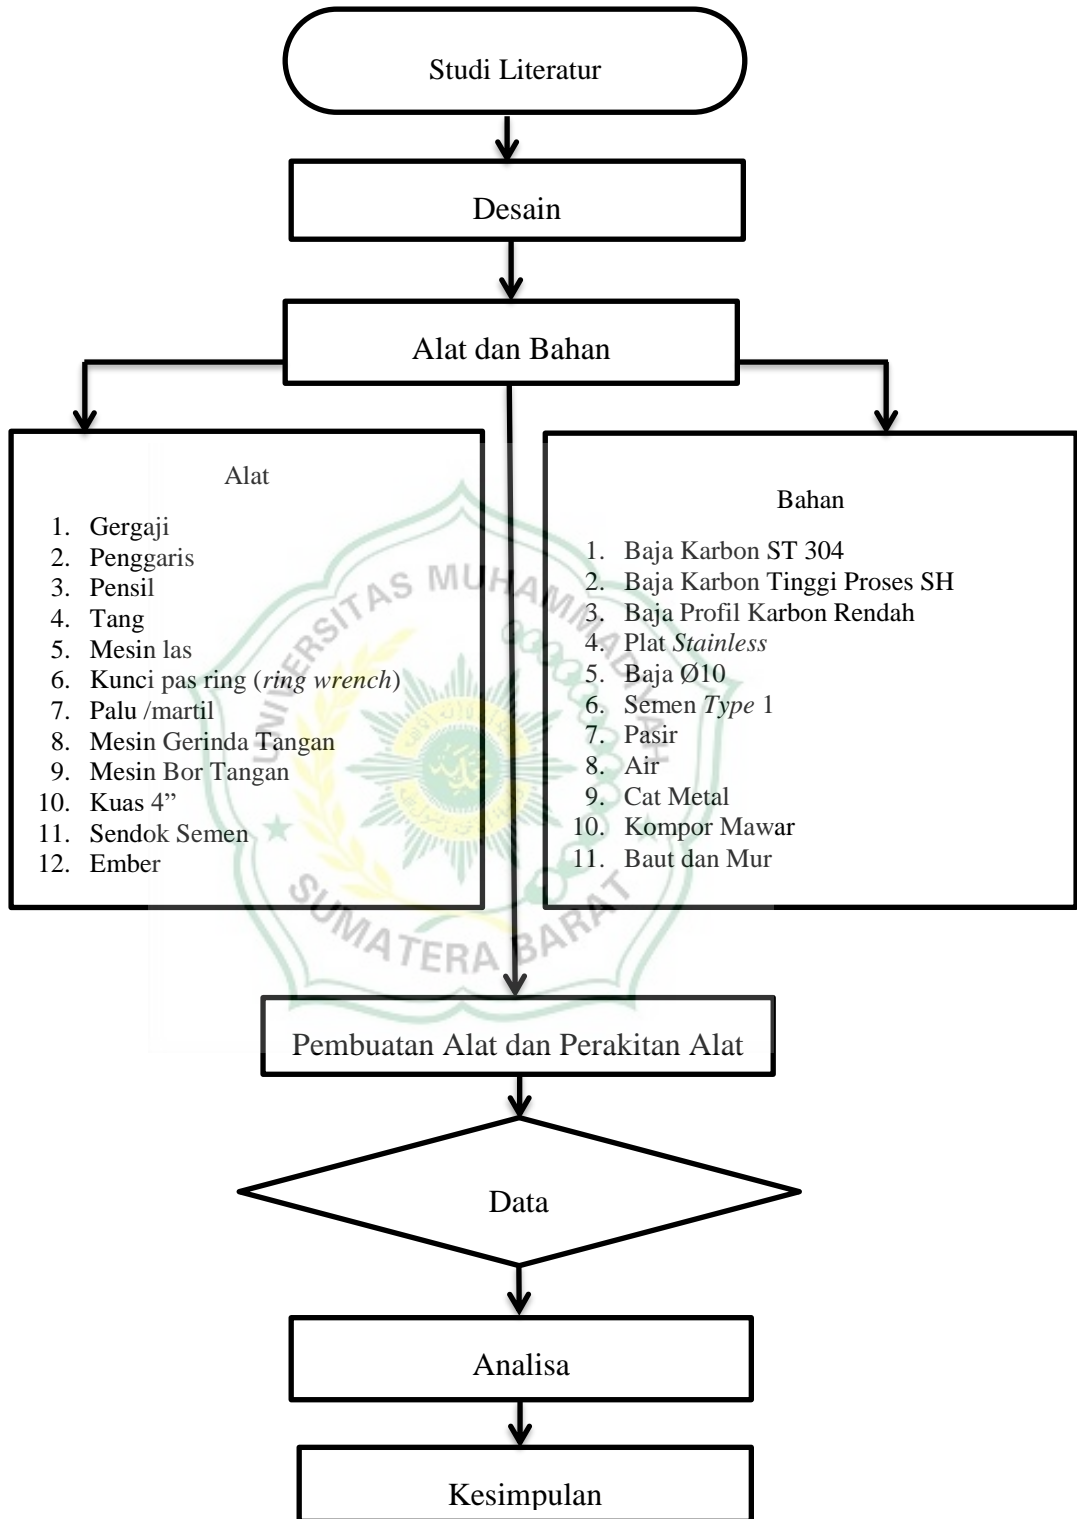 Studi Literatur
Desain
Alat dan Bahan
Alat
1. Gergaji
2. Penggaris
3. Pensil
4. Tang
5. Mesin las
6. Kunci pas ring (ring wrench)
7. Palu /martil
8. Mesin Gerinda Tangan
9. Mesin Bor Tangan
10. Kuas 4”
11. Sendok Semen
12. Ember
Bahan
1. Baja Karbon ST 304
2. Baja Karbon Tinggi Proses SH
3. Baja Profil Karbon Rendah
4. Plat Stainless
5. Baja Ø10
6. Semen Type 1
7. Pasir
8. Air
9. Cat Metal
10. Kompor Mawar
11. Baut dan Mur
UNIVERSITAS MUHAMMADIYAH
SUMATERA BARAT
Pembuatan Alat dan Perakitan Alat
Data
Analisa
Kesimpulan